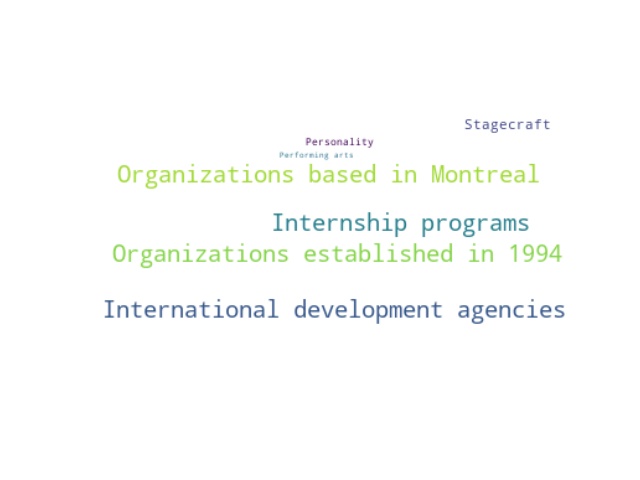 Stagecraft
Personality
Performing arts
Organizations based in Montreal
Internship programs
Organizations established in 1994
International development agencies